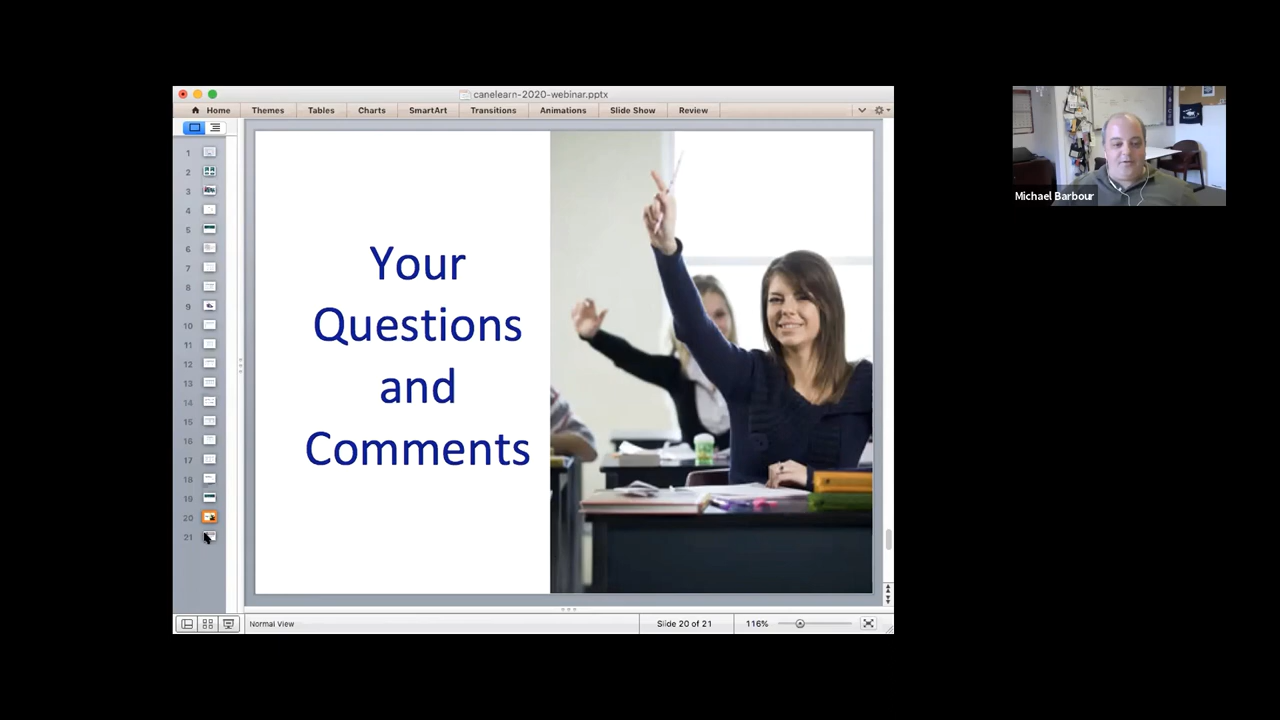 canelearn-2020-webinar.pptx
Home Themes Tables Charts SmartArt Transitions Animations Slide Show Review
1
2
3
4
5
6
7
8
9
10
11
12
13
14
15
16
17
18
19
20
21
Your
Questions
and
Comments
Normal View
Slide 20 of 21
116%
Michael Barbour